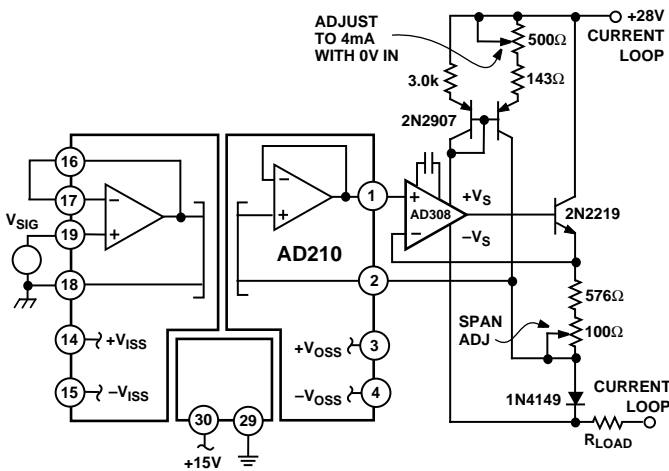 ADJUST
TO 4mA
WITH 0V IN
+28V
CURRENT
LOOP
500Ω
3.0k
143Ω
2N2907
16
17
VSIG
19
18
1
+
AD308
−
+VS
−VS
2N2219
−
+
−
+
AD210
2
576Ω
SPAN
ADJ
100Ω
14
+VISS
+VOSS
3
15
−VISS
−VOSS
4
1N4149
CURRENT
LOOP
30
29
+15V
RLOAD